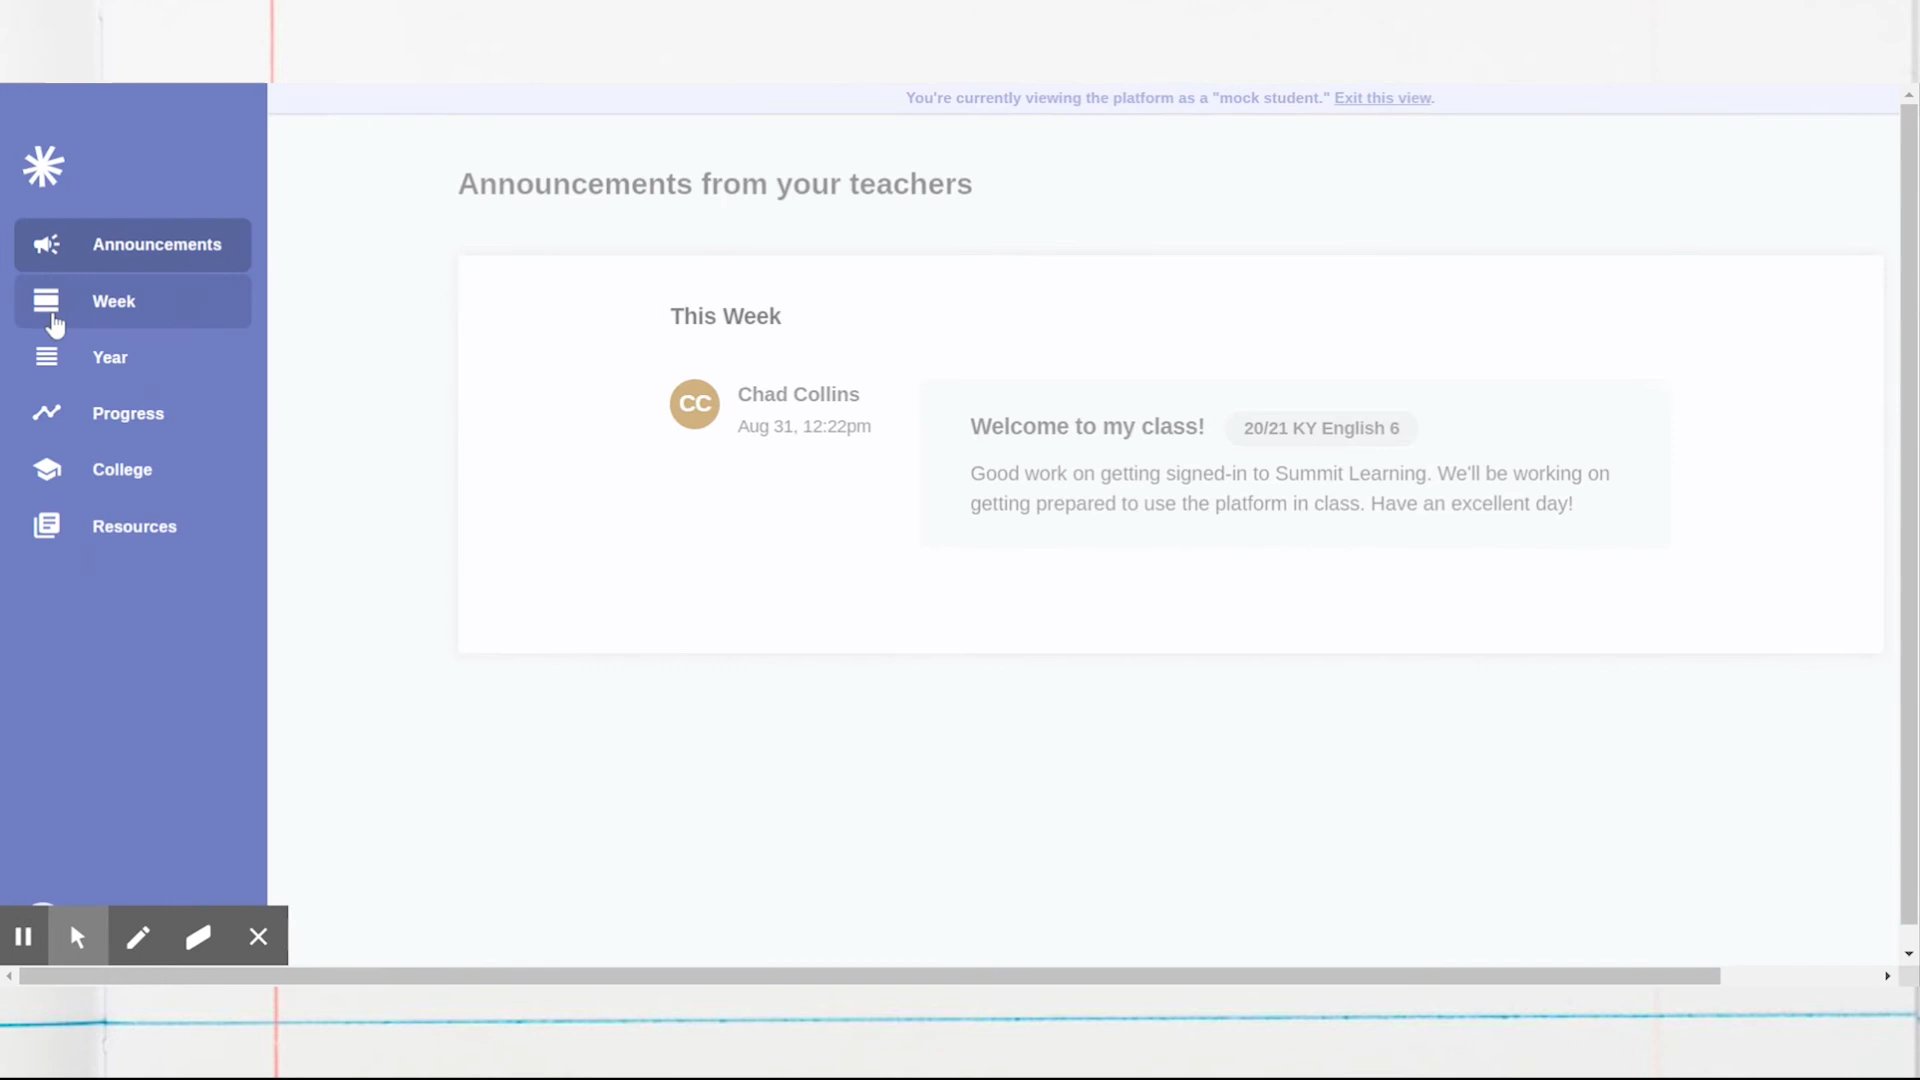 You're currently viewing the platform as a "mock student." Exit this view.
Announcements
Week
Year
Progress
College
Resources
Announcements from your teachers
This Week
CC
Chad Collins
Aug 31, 12:22pm
Welcome to my class!
20/21 KY English 6
Good work on getting signed-in to Summit Learning. We'll be working on
getting prepared to use the platform in class. Have an excellent day!